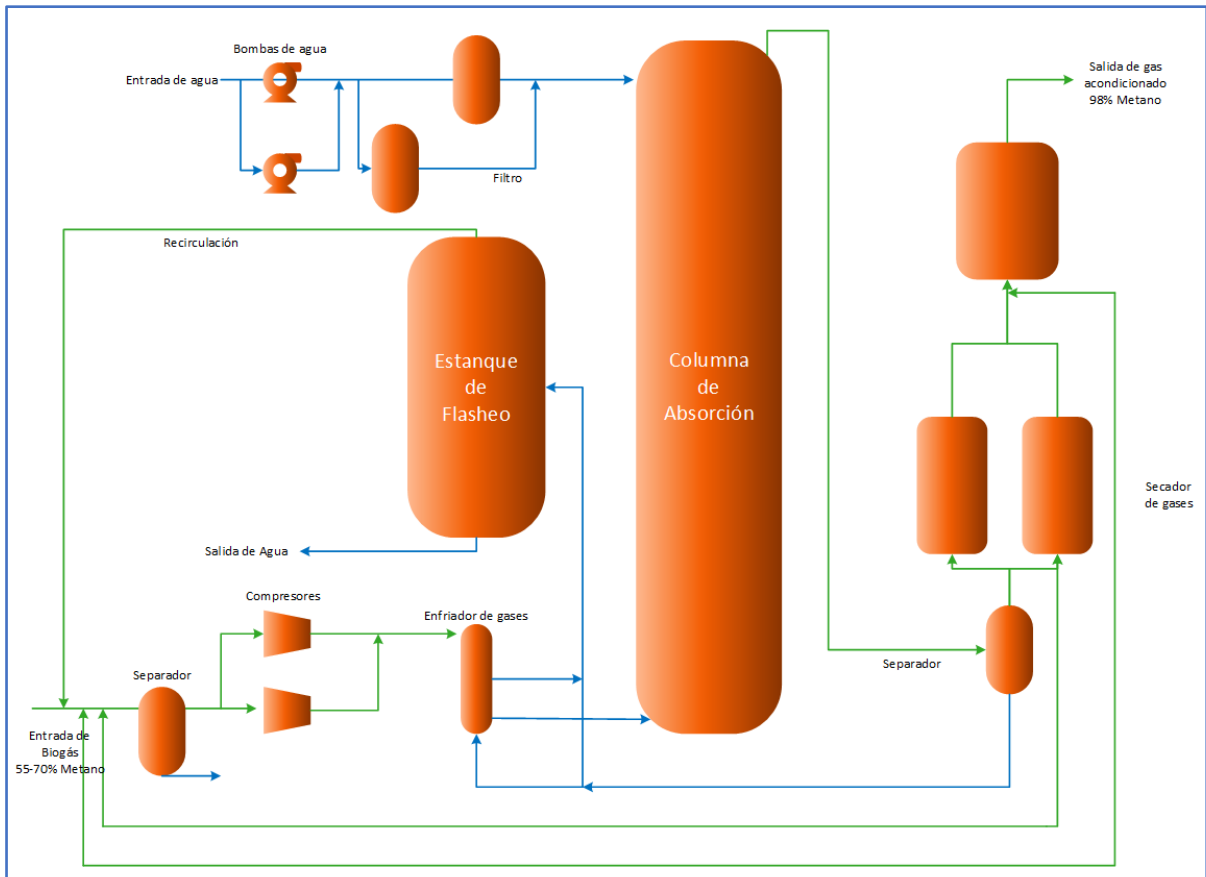 Bombas de agua
Entrada de agua
Filtro
Salida de gas
acondicionado
98% Metano
Recirculación
Estanque
de
Flasheo
Columna
de
Absorción
Secador
de gases
Salida de Agua
Compresores
Enfriador de gases
Separador
Separador
Entrada de
Biogás
55-70% Metano